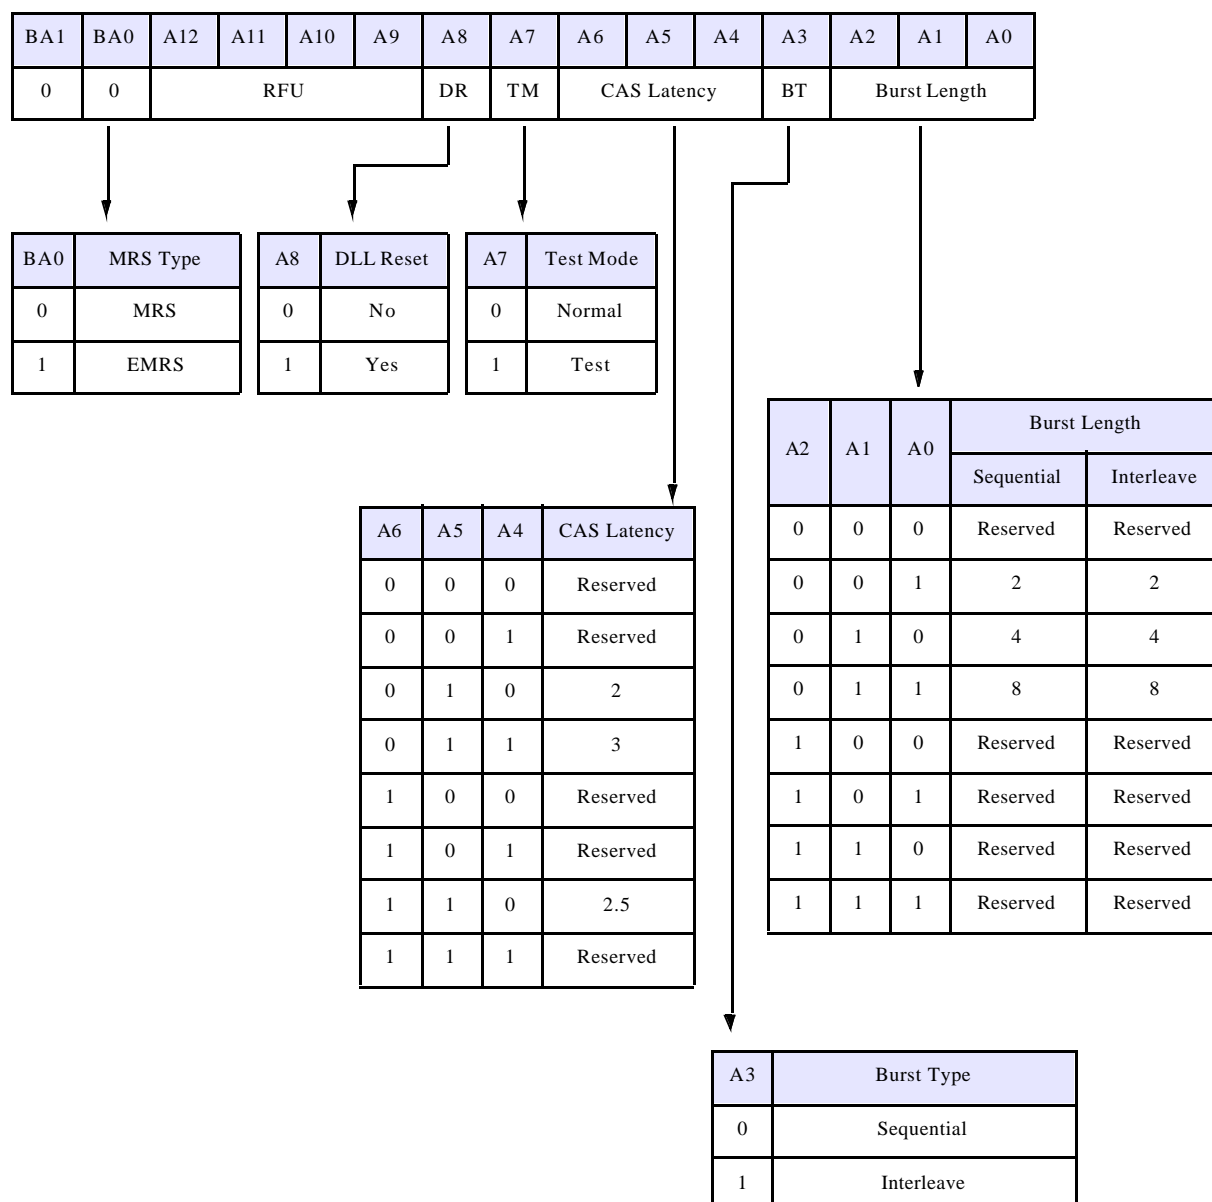 BA1 BA0 A12 A11 A10 A9 A8 A7 A6 A5 A4 A3 A2 A1 A0
0 0 RFU DR TM CAS Latency BT Burst Length
BA0 MRS Type
0 MRS
1 EMRS
A8 DLL Reset
0 No
1 Yes
A7 Test Mode
0 Normal
1 Test
A6 A5 A4 CAS Latency
0 0 0 Reserved
0 0 1 Reserved
0 1 0 2
0 1 1 3
1 0 0 Reserved
1 0 1 Reserved
1 1 0 2.5
1 1 1 Reserved
A2 A1 A0 Burst Length
Sequential Interleave
0 0 0 Reserved Reserved
0 0 1 2 2
0 1 0 4 4
0 1 1 8 8
1 0 0 Reserved Reserved
1 0 1 Reserved Reserved
1 1 0 Reserved Reserved
1 1 1 Reserved Reserved
A3 Burst Type
0 Sequential
1 Interleave